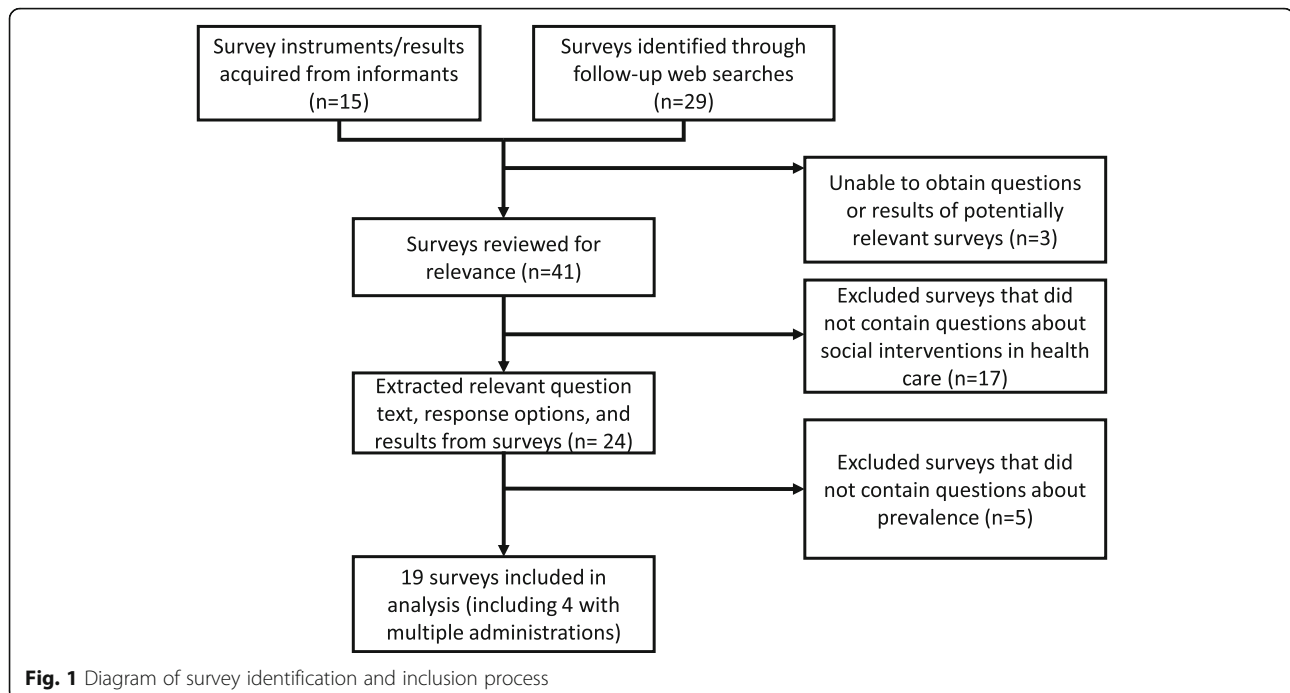 Survey instruments/results
acquired from informants
(n=15)
Surveys identified through
follow-up web searches
(n=29)
Unable to obtain questions
or results of potentially
relevant surveys (n=3)
Surveys reviewed for
relevance (n=41)
Excluded surveys that did
not contain questions about
social interventions in health
care (n=17)
Extracted relevant question
text, response options, and
results from surveys (n= 24)
Excluded surveys that did
not contain questions about
prevalence (n=5)
19 surveys included in
analysis (including 4 with
multiple administrations)
Fig. 1 Diagram of survey identification and inclusion process